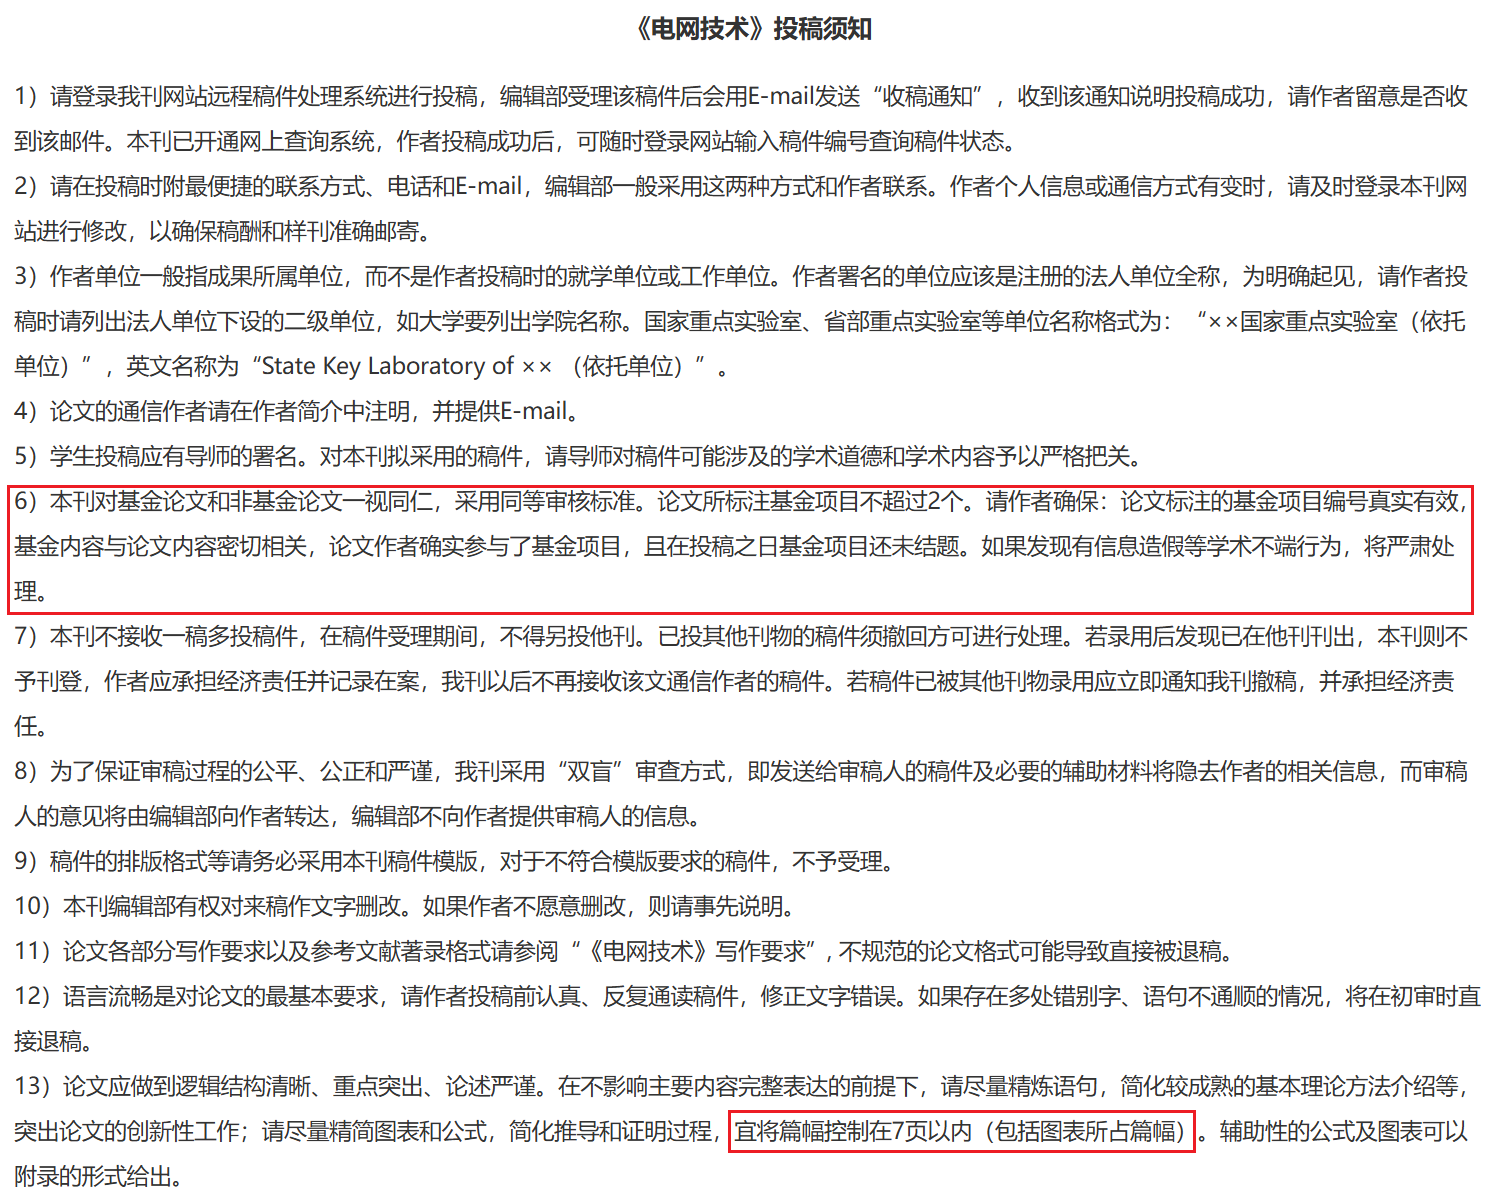 《电网技术》投稿须知
1）请登录我刊网站远程稿件处理系统进行投稿，编辑部受理该稿件后会用E-mail发送“收稿通知”，收到该通知说明投稿成功，请作者留意是否收
到该邮件。本刊已开通网上查询系统，作者投稿成功后，可随时登录网站输入稿件编号查询稿件状态。
2）请在投稿时附最便捷的联系方式、电话和E-mail，编辑部一般采用这两种方式和作者联系。作者个人信息或通信方式有变时，请及时登录本刊网
站进行修改，以确保稿酬和样刊准确邮寄。
3）作者单位一般指成果所属单位，而不是作者投稿时的就学单位或工作单位。作者署名的单位应该是注册的法人单位全称，为明确起见，请作者投
稿时请列出法人单位下设的二级单位，如大学要列出学院名称。国家重点实验室、省部重点实验室等单位名称格式为：“××国家重点实验室（依托
单位）”，英文名称为“State Key Laboratory of ××（依托单位）”。
4）论文的通信作者请在作者简介中注明，并提供E-mail。
5）学生投稿应有导师的署名。对本刊拟采用的稿件，请导师对稿件可能涉及的学术道德和学术内容予以严格把关。
6）本刊对基金论文和非基金论文一视同仁，采用同等审核标准。论文所标注基金项目不超过2个。请作者确保：论文标注的基金项目编号真实有效，
基金内容与论文内容密切相关，论文作者确实参与了基金项目，且在投稿之日基金项目还未结题。如果发现有信息造假等学术不端行为，将严肃处
理。
7）本刊不接收一稿多投稿件，在稿件受理期间，不得另投他刊。已投其他刊物的稿件须撤回方可进行处理。若录用后发现已在他刊刊出，本刊则不
予刊登，作者应承担经济责任并记录在案，我刊以后不再接收该文通信作者的稿件。若稿件已被其他刊物录用应立即通知我刊撤稿，并承担经济责
任。
8）为了保证审稿过程的公平、公正和严谨，我刊采用“双盲”审查方式，即发送给审稿人的稿件及必要的辅助材料将隐去作者的相关信息，而审稿
人的意见将由编辑部向作者转达，编辑部不向作者提供审稿人的信息。
9）稿件的排版格式等请务必采用本刊稿件模版，对于不符合模版要求的稿件，不予受理。
10）本刊编辑部有权对来稿作文字删改。如果作者不愿意删改，则请事先说明。
11）论文各部分写作要求以及参考文献著录格式请参阅“《电网技术》写作要求”, 不规范的论文格式可能导致直接被退稿。
12）语言流畅是对论文的最基本要求，请作者投稿前认真、反复通读稿件，修正文字错误。如果存在多处错别字、语句不通顺的情况，将在初审时直
接退稿。
13）论文应做到逻辑结构清晰、重点突出、论述严谨。在不影响主要内容完整表达的前提下，请尽量精炼语句，简化较成熟的基本理论方法介绍等，
突出论文的创新性工作；请尽量精简图表和公式，简化推导和证明过程，宜将篇幅控制在7页以内（包括图表所占篇幅）。辅助性的公式及图表可以
附录的形式给出。